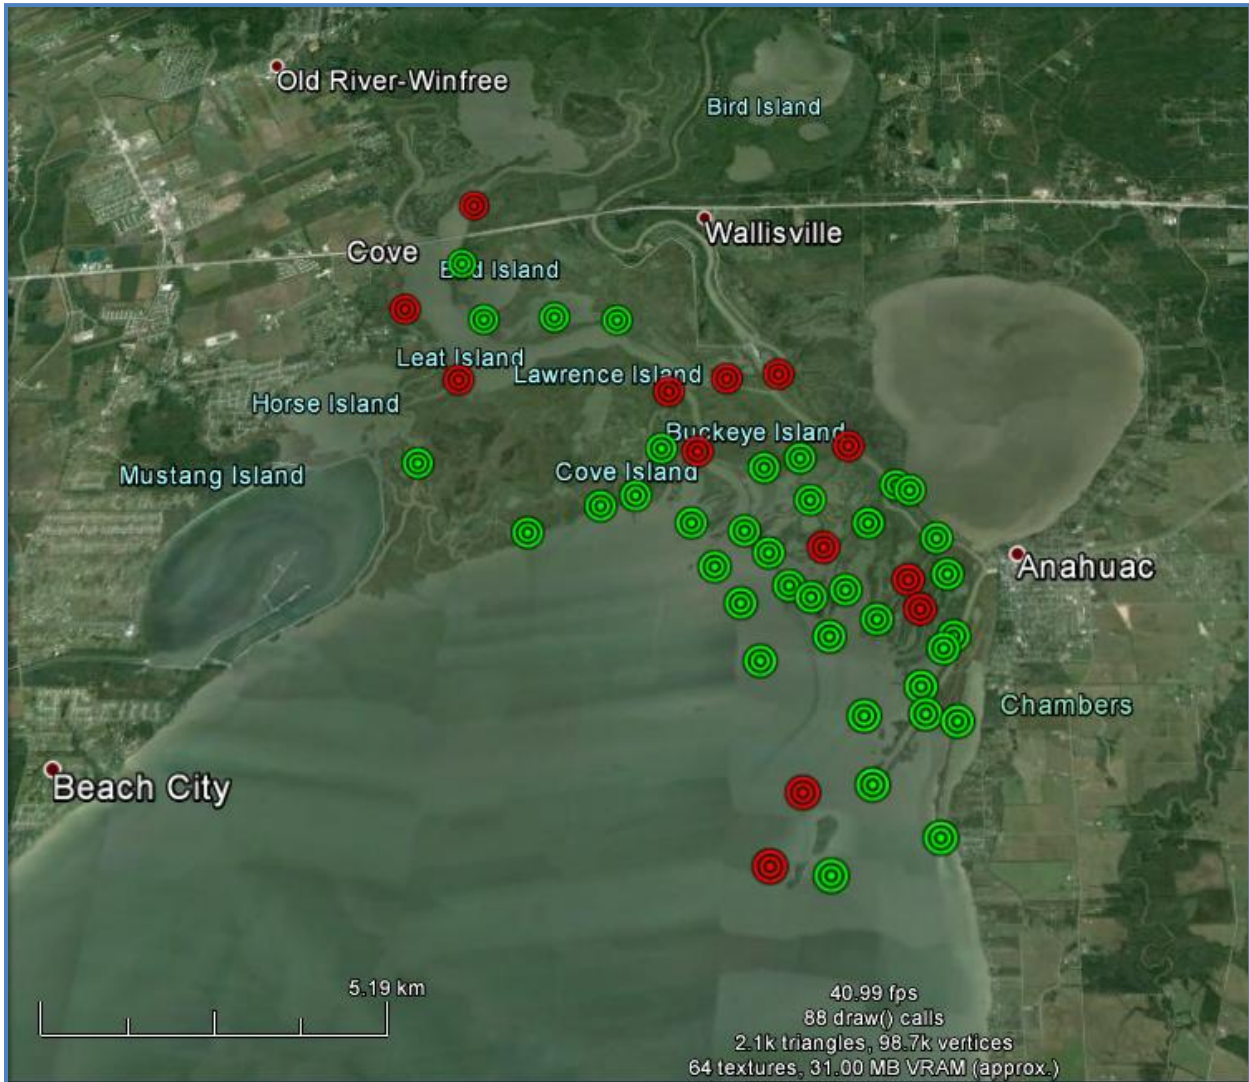 Old River-Winfree
Bird Island
Wallisville
Cove
Bird Island
Leat Island
Lawrence Island
Horse Island
Buckeye Island
Cove Island
Mustang Island
Anahuac
Chambers
Beach City
5.19 km
40.99 fps
88 draw() calls
2.1k triangles, 98.7k vertices
64 textures, 31.00 MB VRAM (approx.)